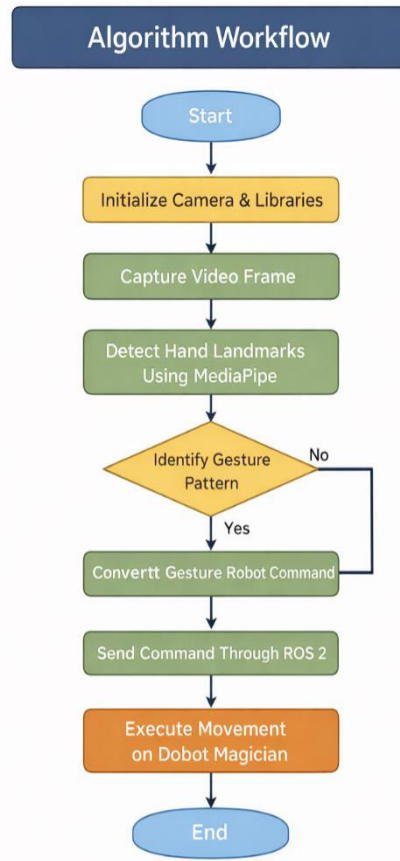 Algorithm Workflow
Start
Initialize Camera & Libraries
Capture Video Frame
Detect Hand Landmarks
Using MediaPipe
Identify Gesture
Pattern
No
Yes
Convertt Gesture Robot Command
Send Command Through ROS 2
Execute Movement
on Dobot Magician
End